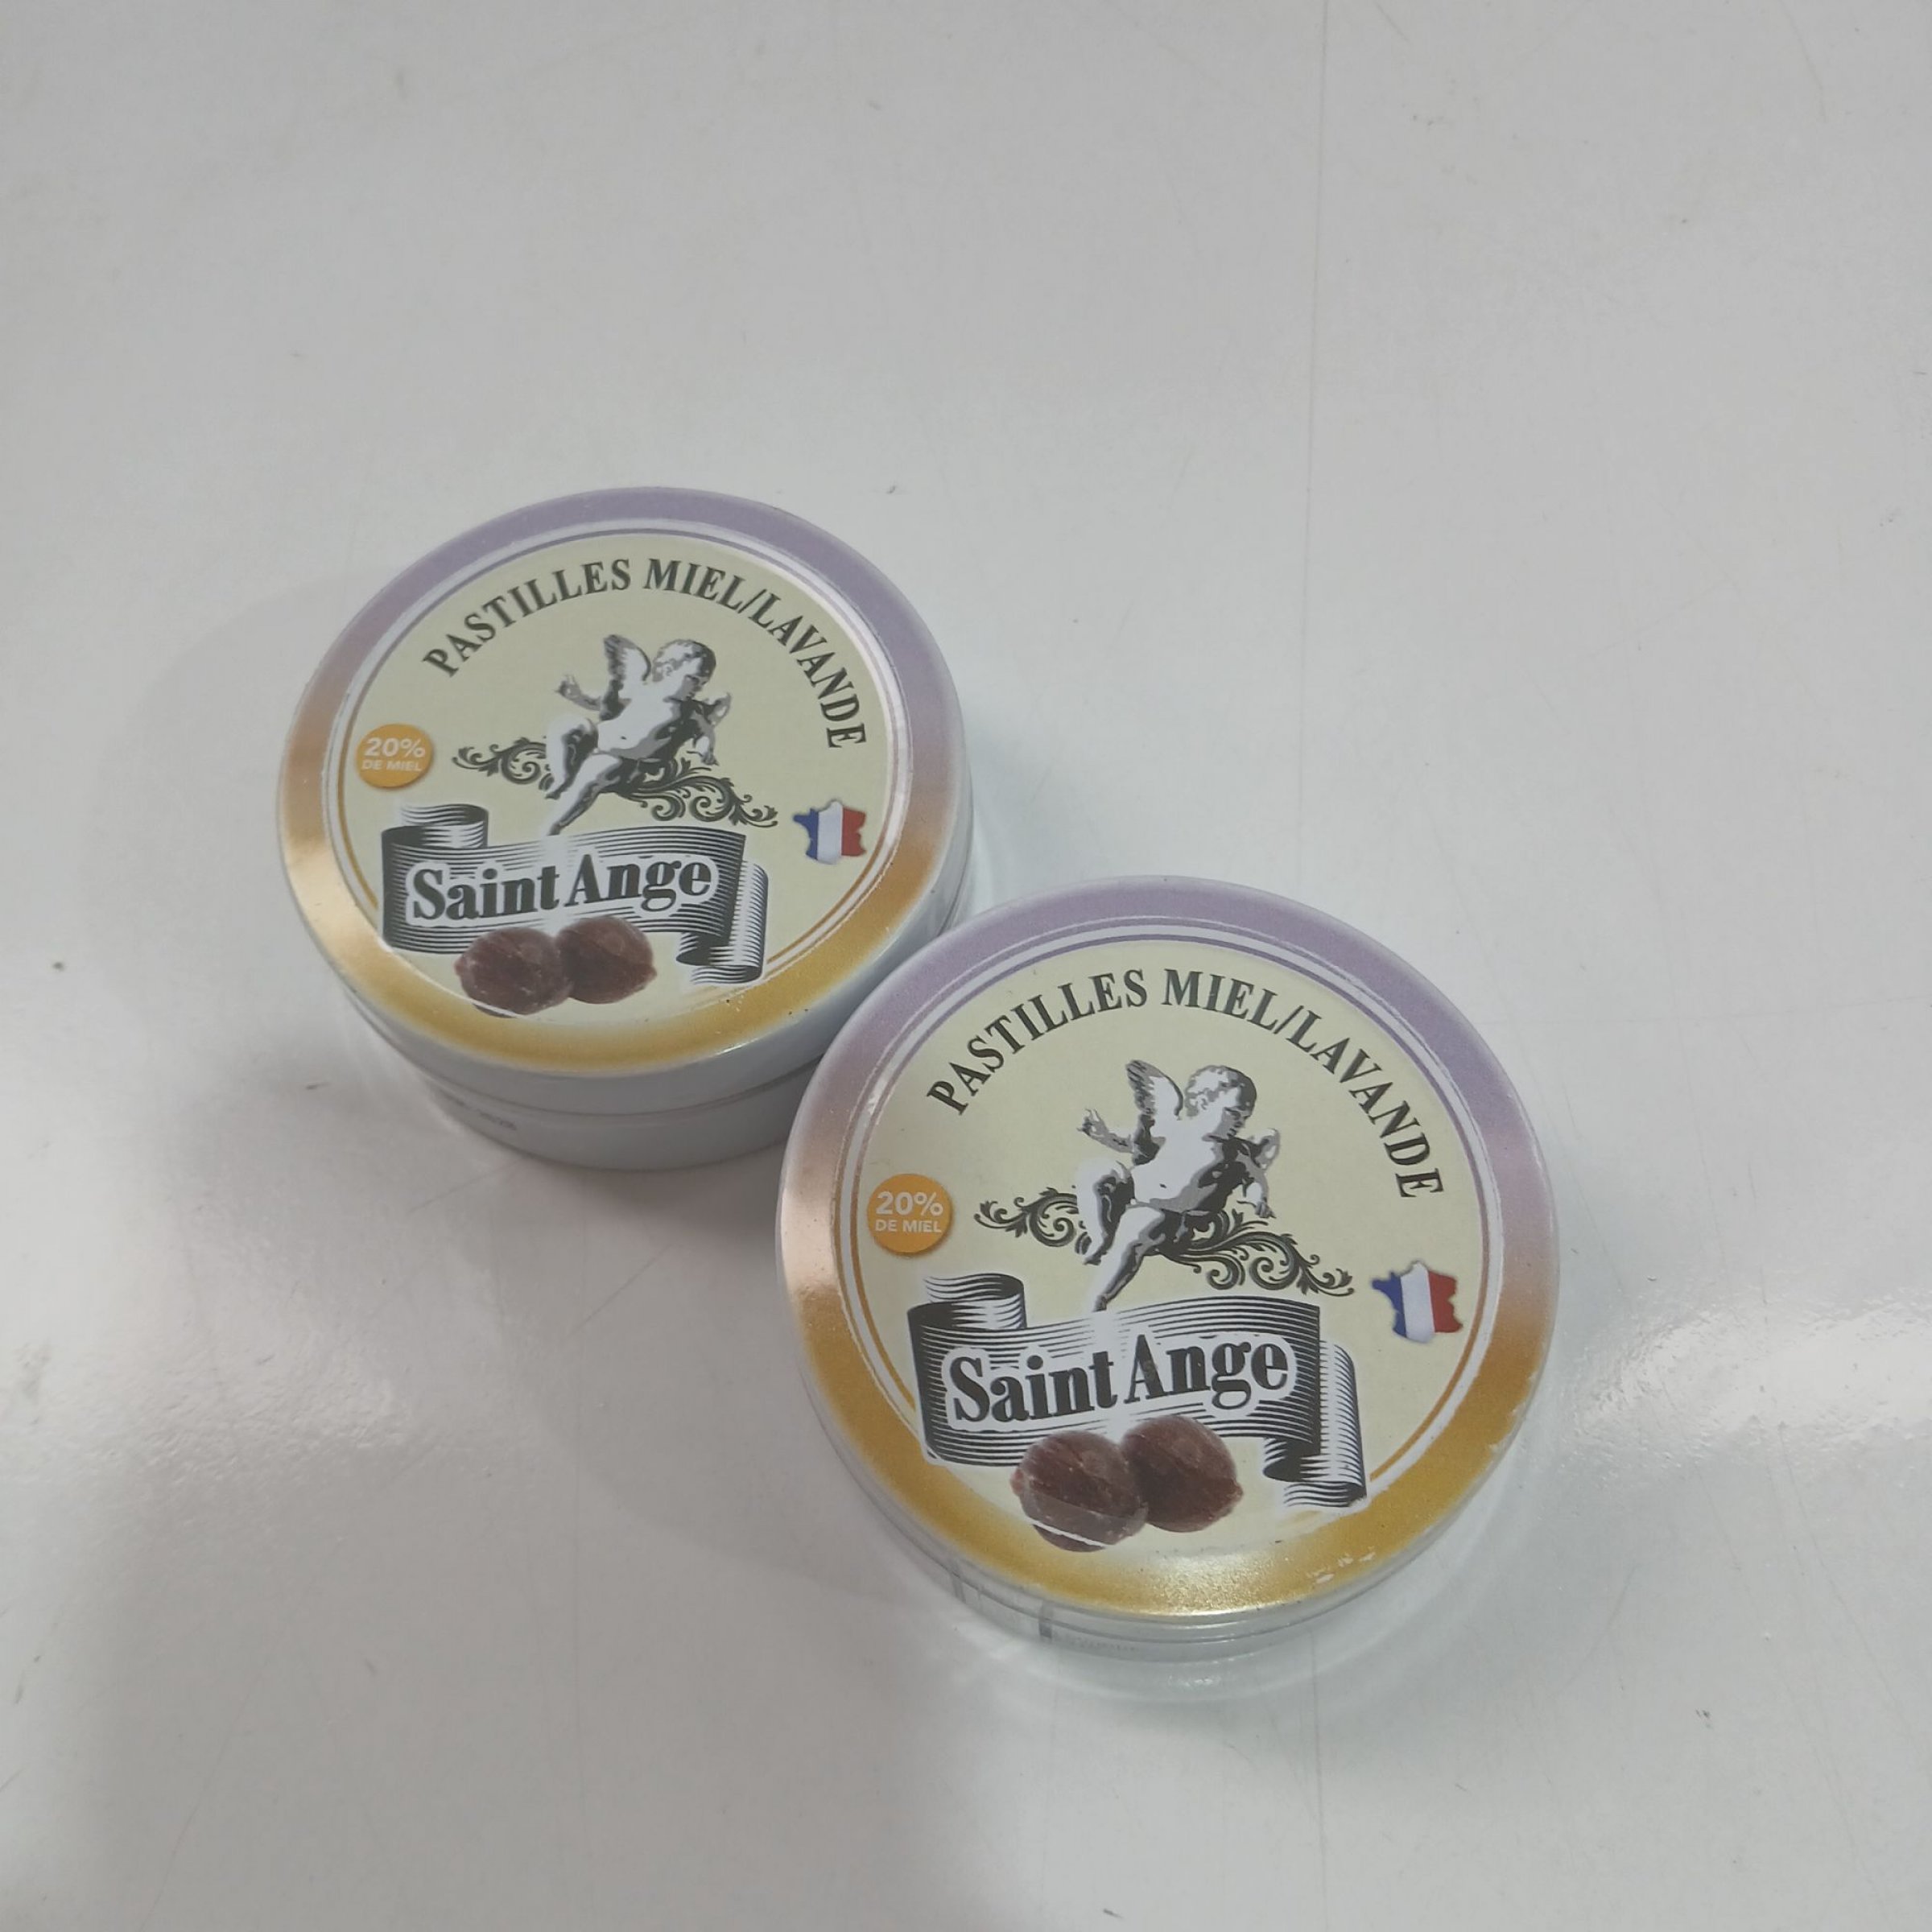 PASTILLES MIEL/LAVANDE
20%
DE MIEL
Saint Ange
PASTILLES MIEL/LAVANDE
20%
DE MIEL
Saint Ange